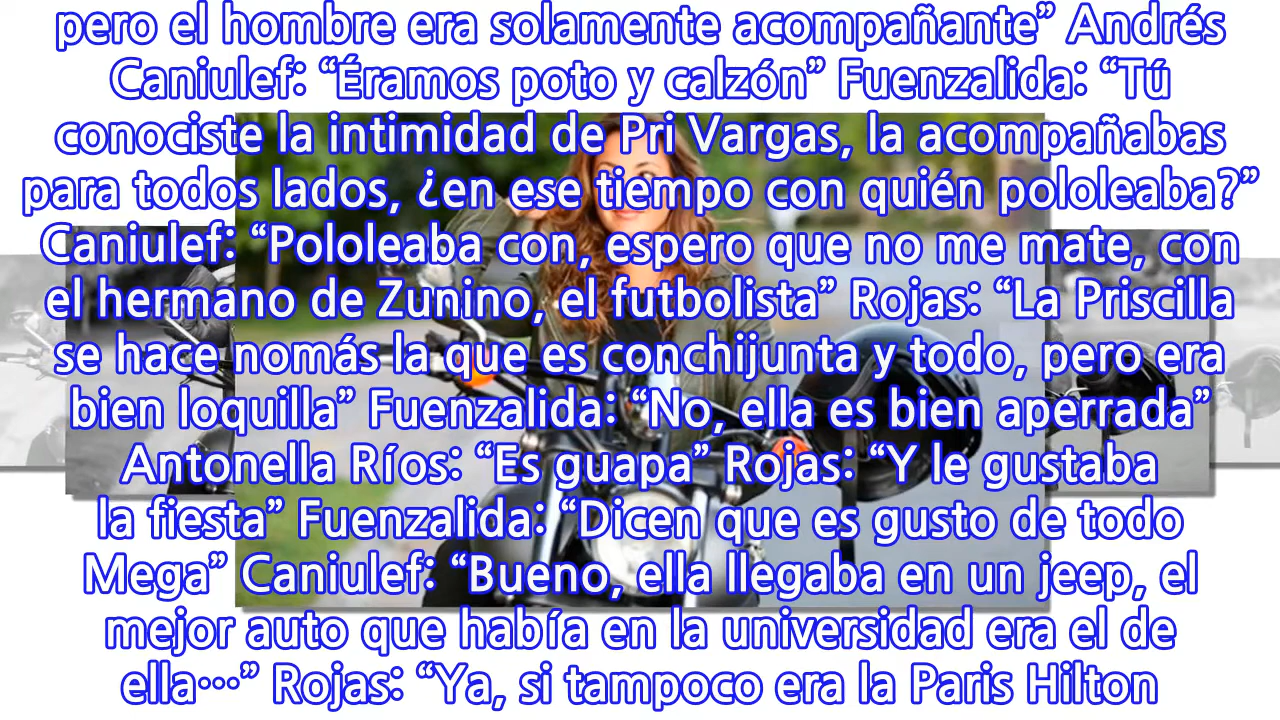 pero el hombre era solamente acompañante” Andrés
Caniulef: “Éramos poto y calzón” Fuenzalida: “Tú
conociste la intimidad de Pri Vargas, la acompañabas
para todos lados, ¿en ese tiempo con quién pololeaba?”
Caniulef: “Pololeaba con, espero que no me mate, con
el hermano de Zunino, el futbolista” Rojas: “La Priscilla
se hace nomás la que es conchijunta y todo, pero era
bien loquilla” Fuenzalida: “No, ella es bien aperrada”
Antonella Ríos: “Es guapa” Rojas: “Y le gustaba
la fiesta” Fuenzalida: “Dicen que es gusto de todo
Mega” Caniulef: “Bueno, ella llegaba en un jeep, el
mejor auto que había en la universidad era el de
ella…” Rojas: “Ya, si tampoco era la Paris Hilton